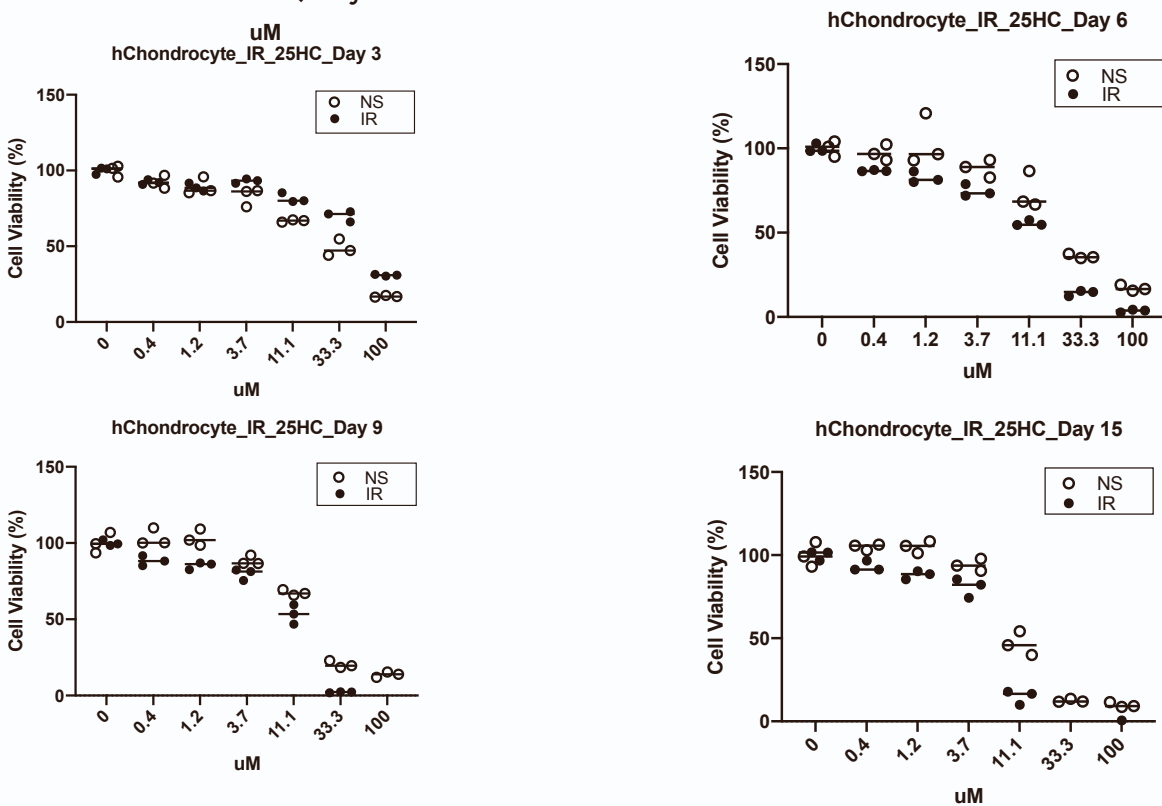 uM
hChondrocyte_IR_25HC_Day 3
150
100
50
0
Cell Viability (%)
NS
IR
0 0.4 1.2 3.7 11.1 33.3 100
uM
hChondrocyte_IR_25HC_Day 6
150
100
50
0
Cell Viability (%)
NS
IR
0 0.4 1.2 3.7 11.1 33.3 100
uM
hChondrocyte_IR_25HC_Day 9
150
100
50
0
Cell Viability (%)
NS
IR
0 0.4 1.2 3.7 11.1 33.3 100
uM
hChondrocyte_IR_25HC_Day 15
150
100
50
0
Cell Viability (%)
NS
IR
0 0.4 1.2 3.7 11.1 33.3 100
uM